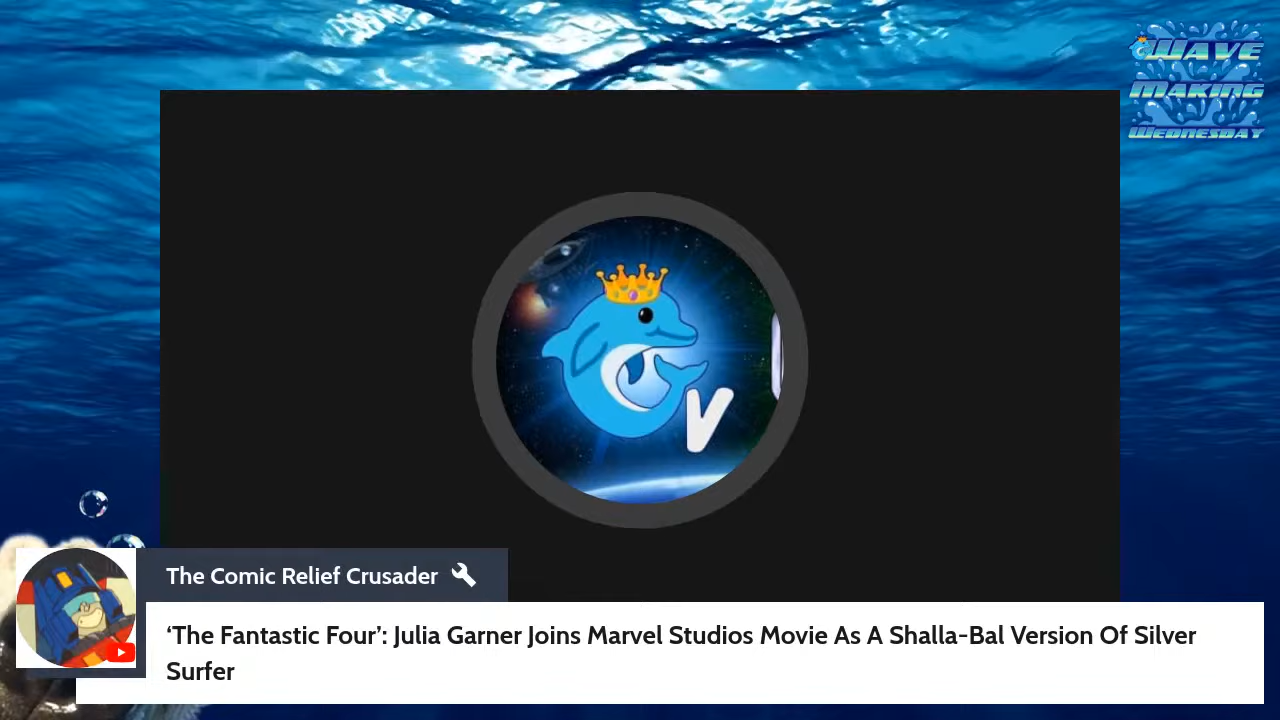 WAVE
MAKING
WEDNESDAY
V
The Comic Relief Crusader
‘The Fantastic Four’: Julia Garner Joins Marvel Studios Movie As A Shalla-Bal Version Of Silver
Surfer